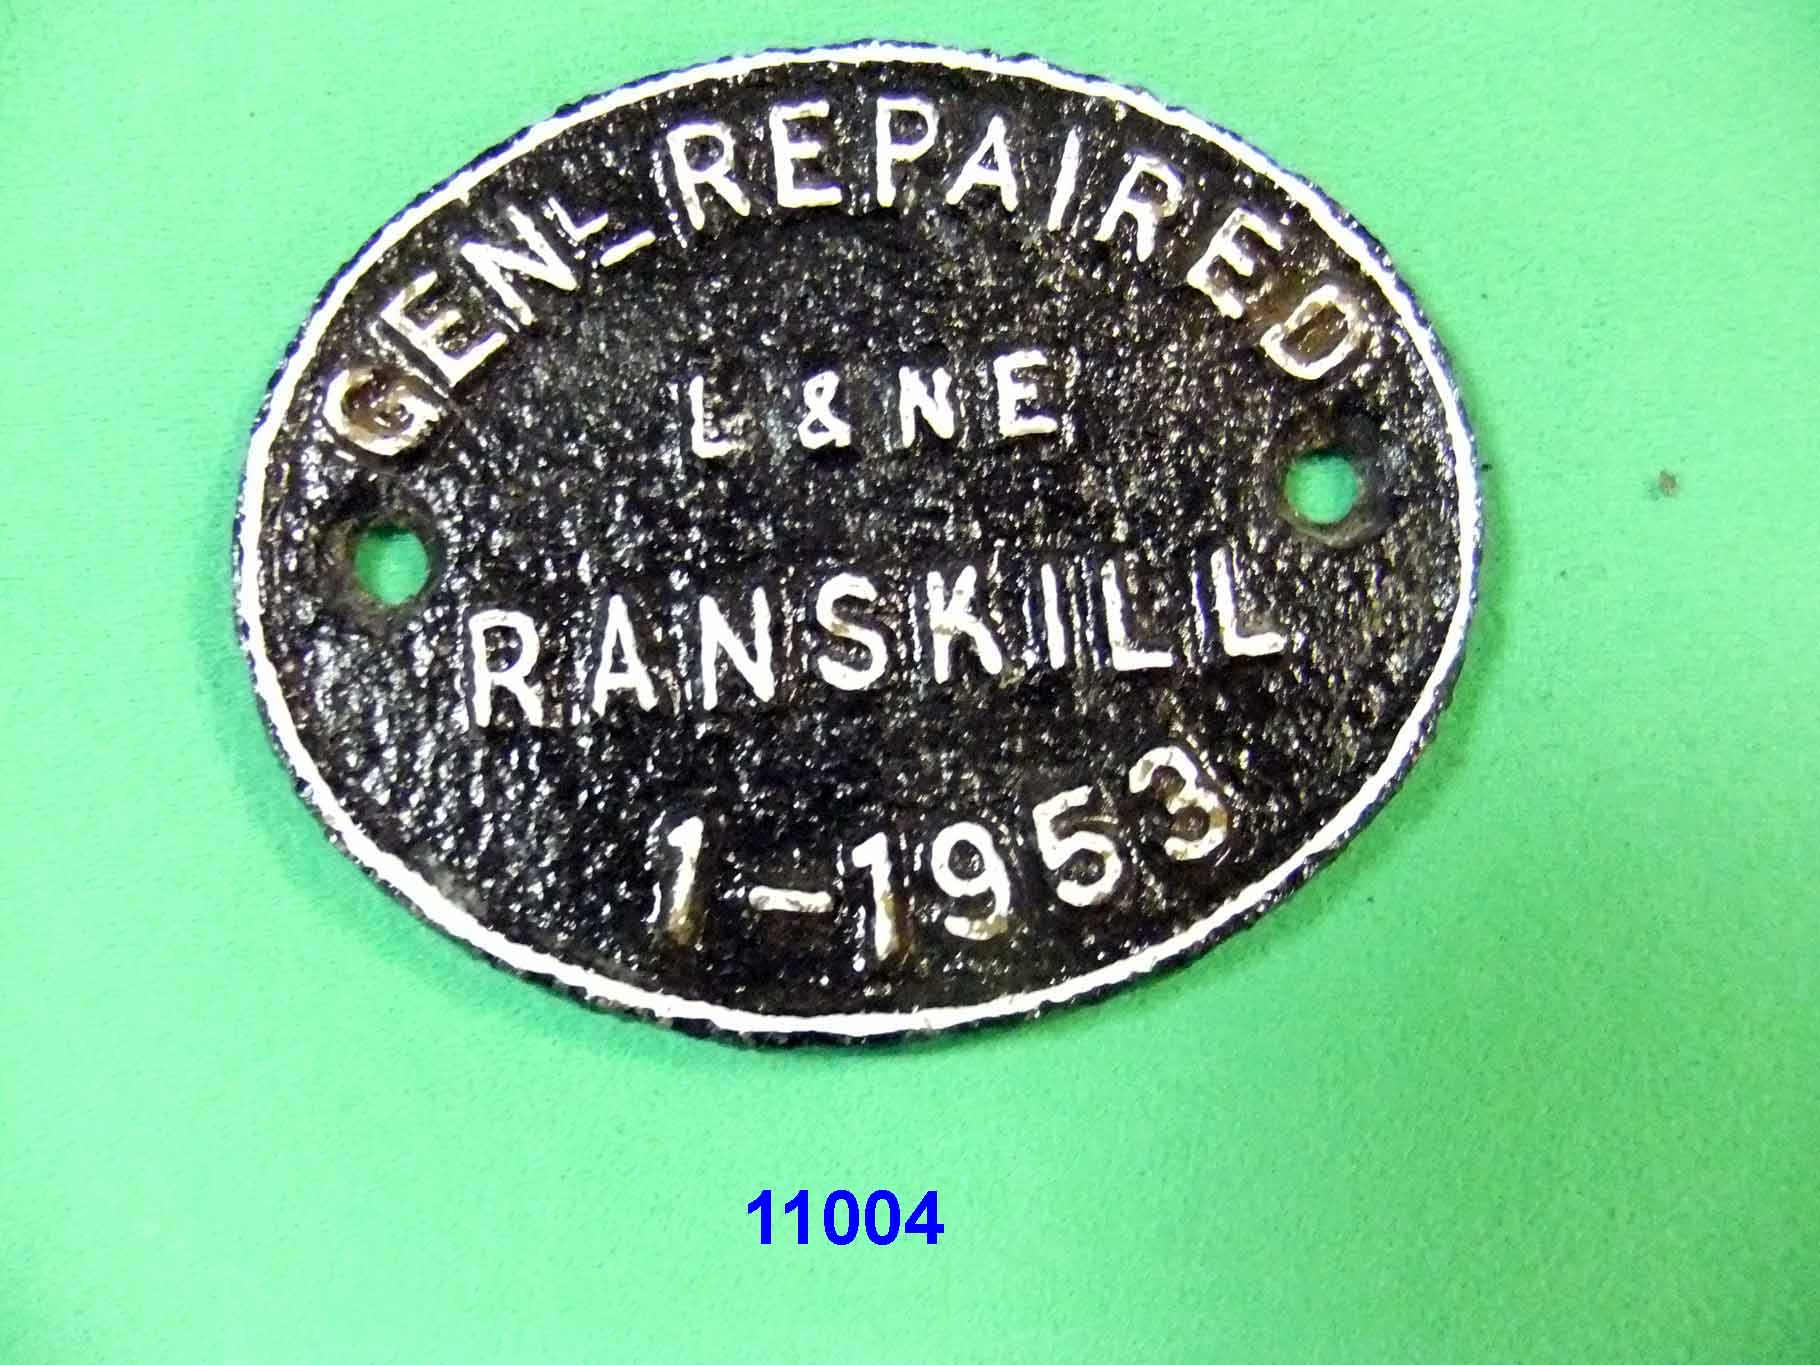 GENL REPAIRED
L & NE
RANSKILL
1-1953
11004